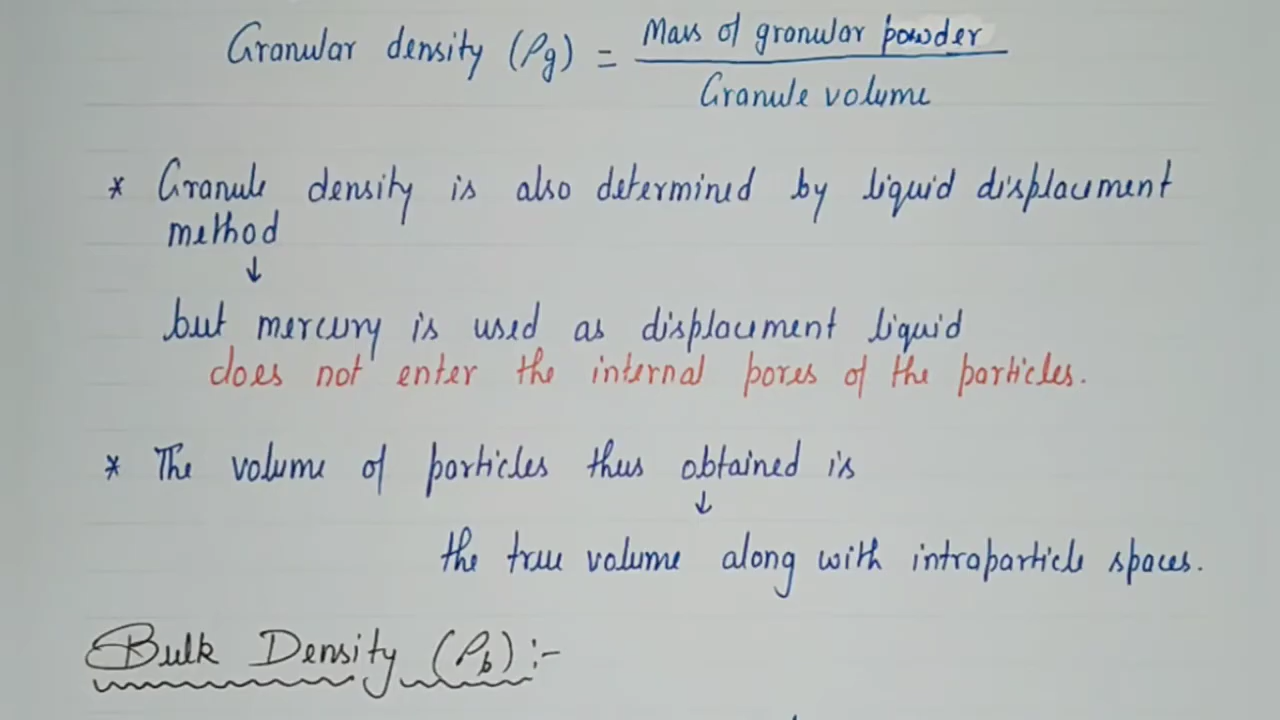 Granular density (ρg) = Mass of granular powder
Granule volume
* Granule density is also determined by liquid displacement
method
↓
but mercury is used as displacement liquid
does not enter the internal pores of the particles.
* The volume of particles thus obtained is
↓
the true volume along with intraparticle spaces.
Bulk Density (ρb) :-